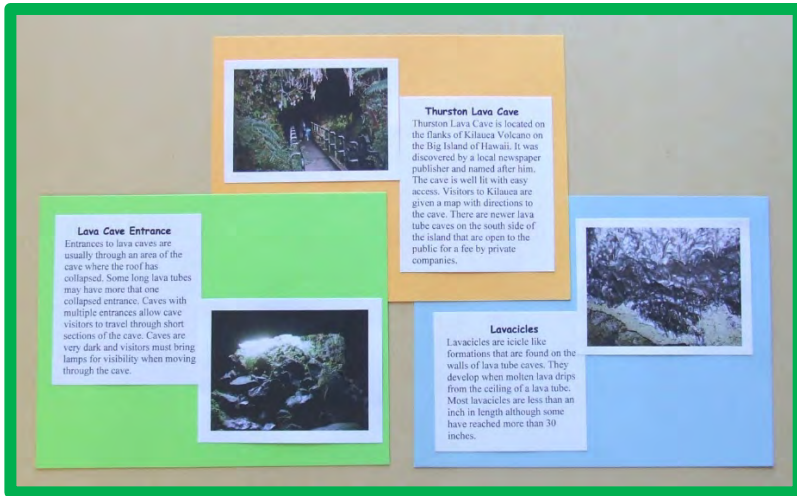 Thurston Lava Cave
Thurston Lava Cave is located on
the flanks of Kilauea Volcano on
the Big Island of Hawaii. It was
discovered by a local newspaper
publisher and named after him.
The cave is well lit with easy
access. Visitors to Kilauea are
given a map with directions to
the cave. There are newer lava
tube caves on the south side of
the island that are open to the
public for a fee by private
companies.
Lava Cave Entrance
Entrances to lava caves are
usually through an area of the
cave where the roof has
collapsed. Some long lava tubes
may have more that one
collapsed entrance. Caves with
multiple entrances allow cave
visitors to travel through short
sections of the cave. Caves are
very dark and visitors must bring
lamps for visibility when moving
through the cave.
Lavacicles
Lavacicles are icicle like
formations that are found on the
walls of lava tube caves. They
develop when molten lava drips
from the ceiling of a lava tube.
Most lavacicles are less than an
inch in length although some
have reached more than 30
inches.